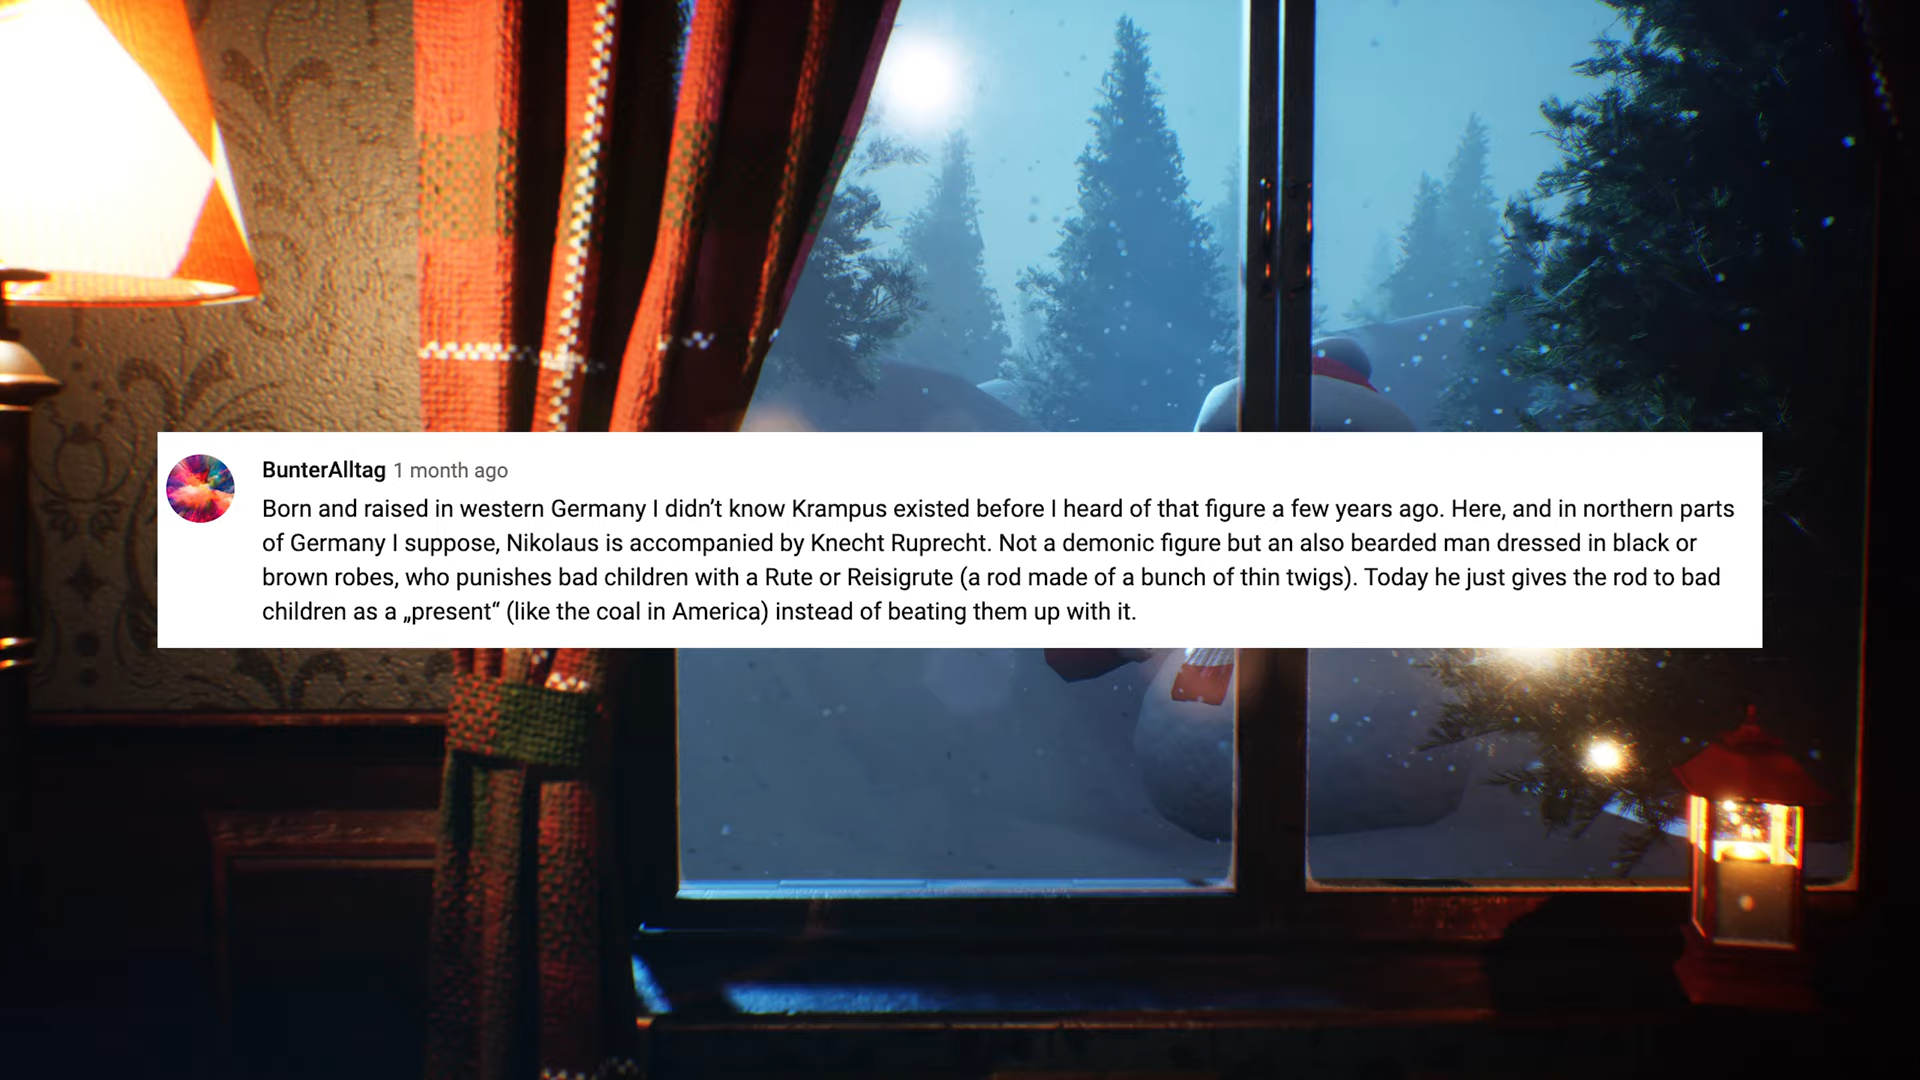 BunterAlltag 1 month ago
Born and raised in western Germany I didn’t know Krampus existed before I heard of that figure a few years ago. Here, and in northern parts
of Germany I suppose, Nikolaus is accompanied by Knecht Ruprecht. Not a demonic figure but an also bearded man dressed in black or
brown robes, who punishes bad children with a Rute or Reisigrute (a rod made of a bunch of thin twigs). Today he just gives the rod to bad
children as a „present“ (like the coal in America) instead of beating them up with it.